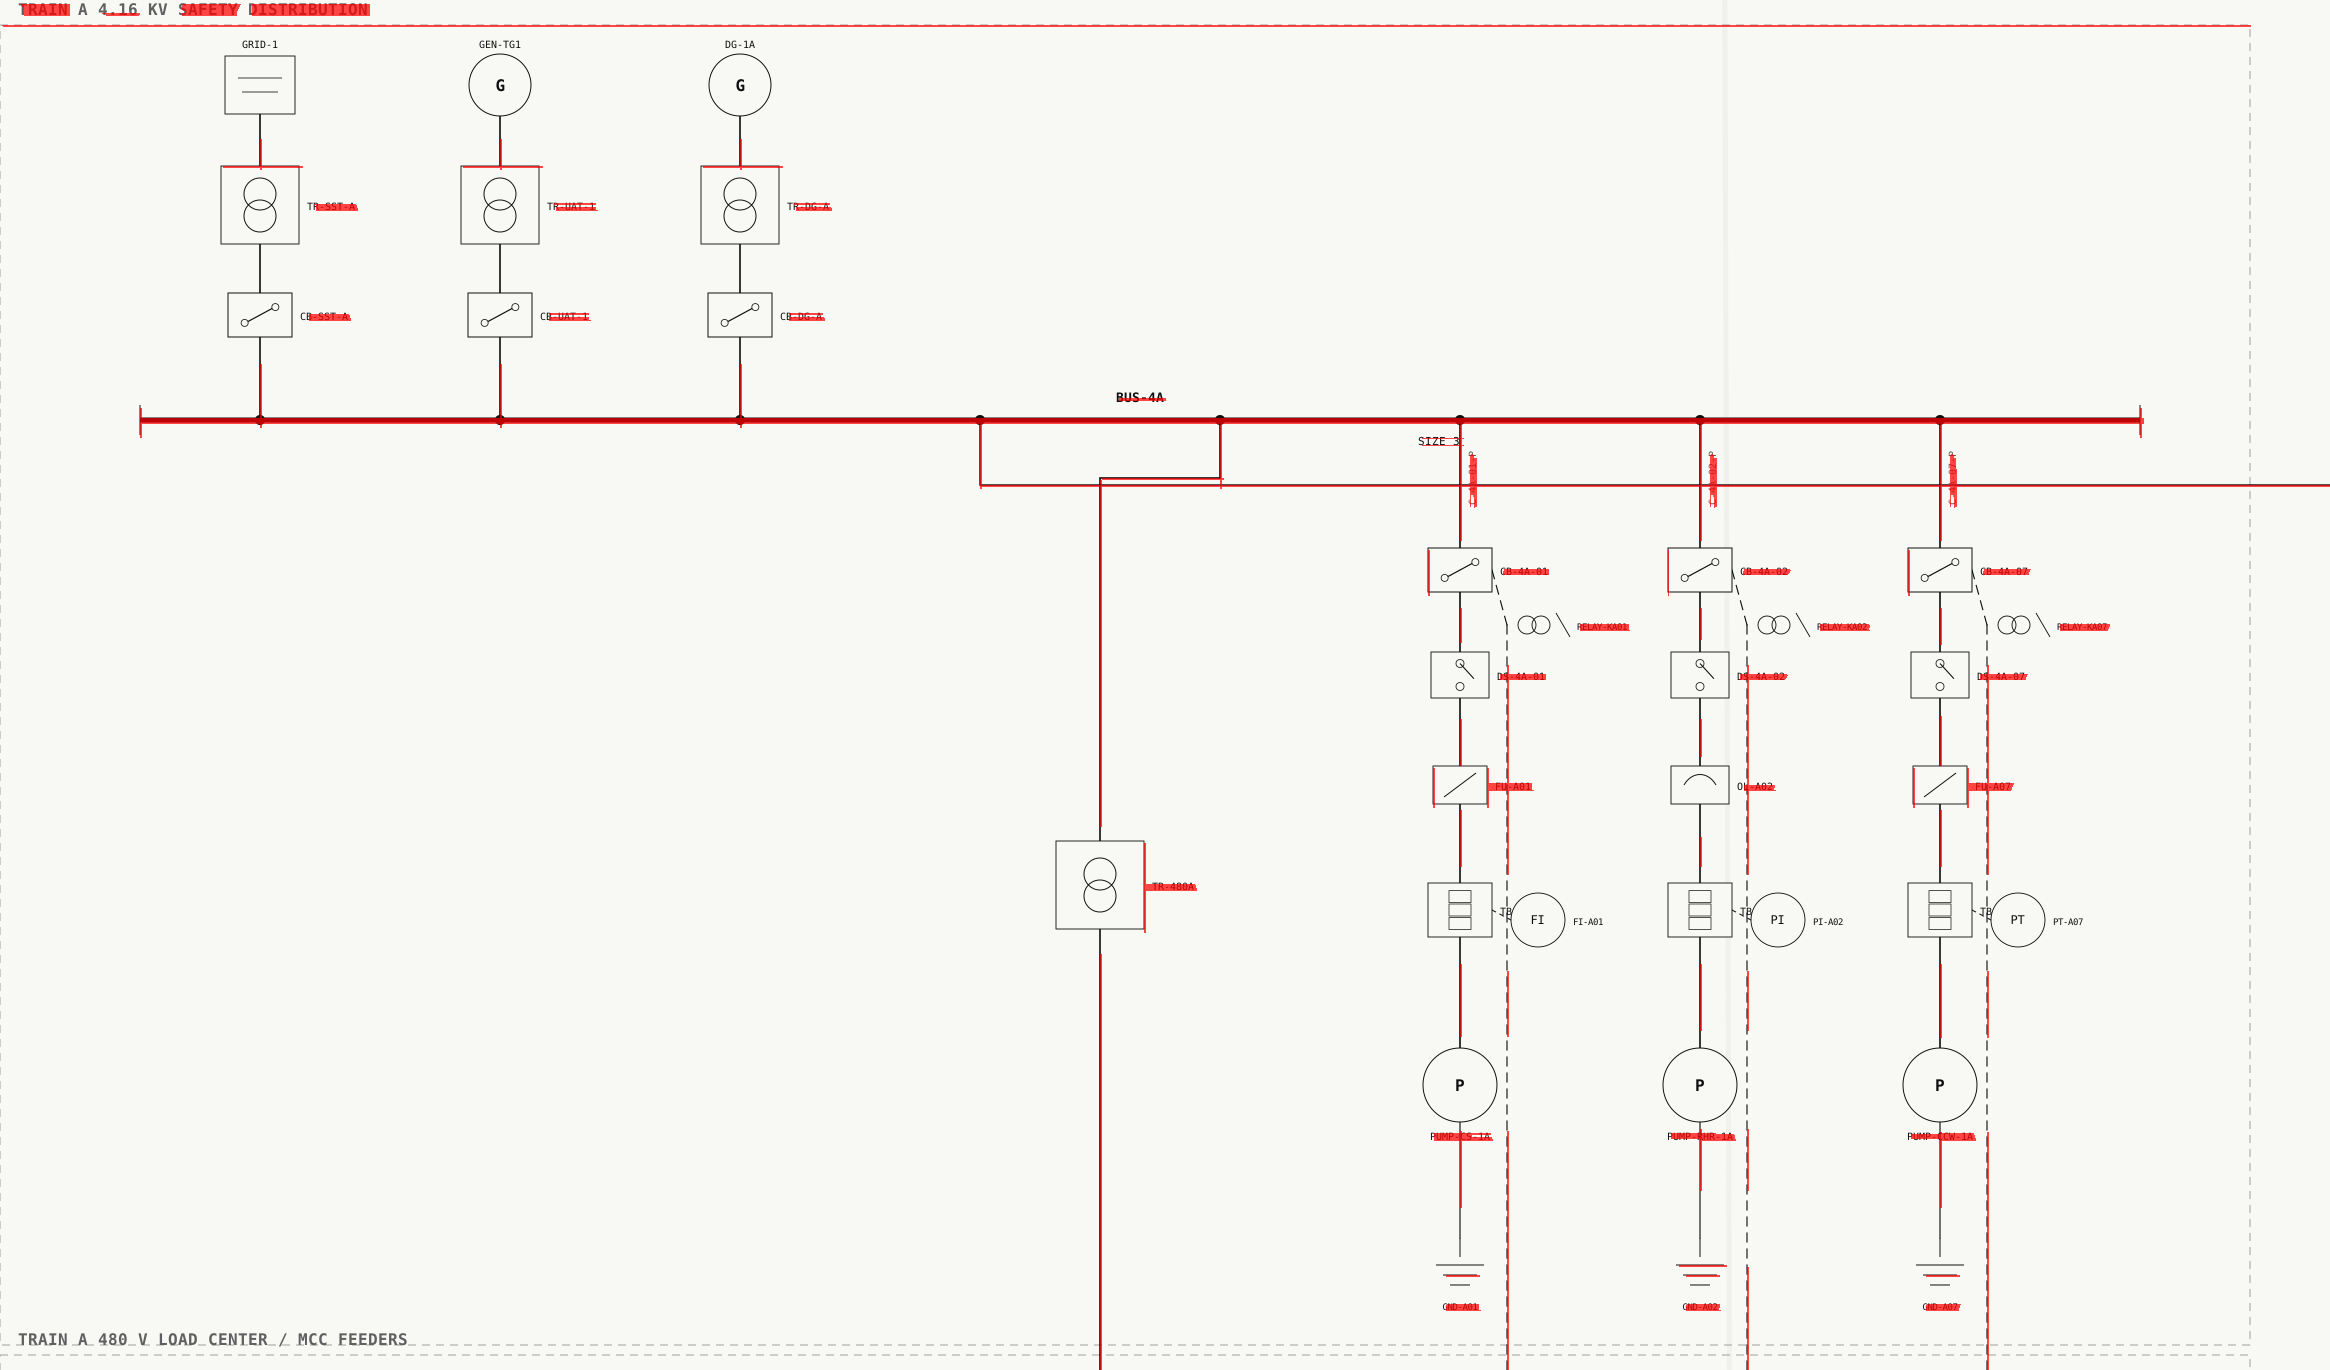 TRAIN A 4.16 KV SAFETY DISTRIBUTION
GRID-1
GEN-TG1
DG-1A
G
G
TR-SST-A
TR-UAT-1
TR-DG-A
CB-SST-A
CB-UAT-1
CB-DG-A
BUS-4A
SIZE 3
CB-4A-01
CB-4A-02
CB-4A-07
RELAY-KA01
RELAY-KA02
RELAY-KA07
DS-4A-01
DS-4A-02
DS-4A-07
FU-A01
OL-A02
FU-A07
TR-480A
TB
FI
FI-A01
TB
PI
PI-A02
TB
PT
PT-A07
P
P
P
PUMP-CS-1A
PUMP-RHR-1A
PUMP-CCW-1A
GND-A01
GND-A02
GND-A07
TRAIN A 480 V LOAD CENTER / MCC FEEDERS